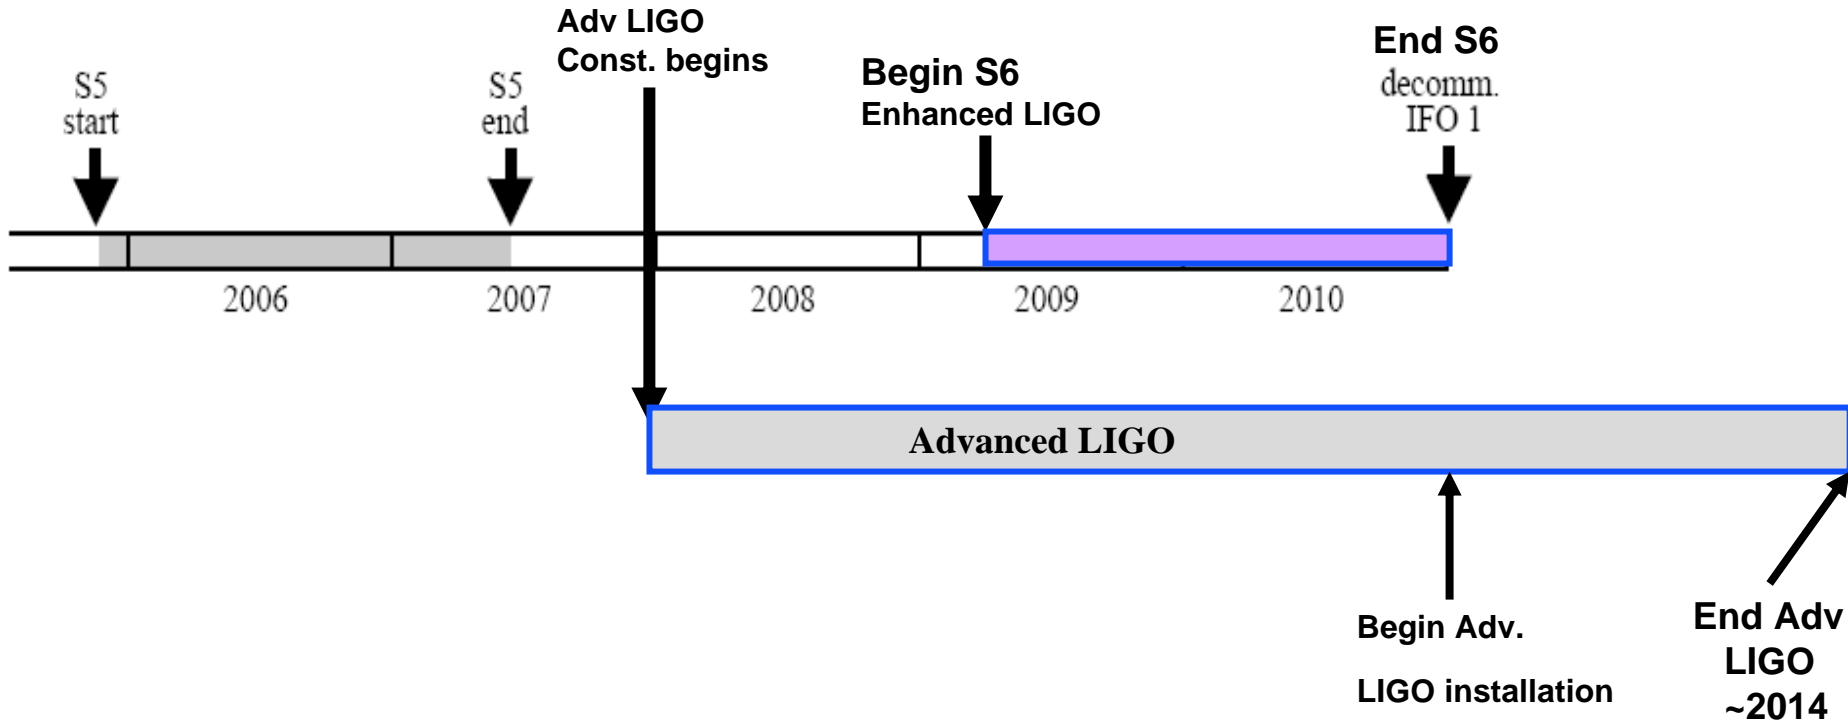 Adv LIGO
Const. begins
End S6
decomm.
IFO 1
Begin S6
Enhanced LIGO
S5
start
S5
end
2006
2007
2008
2009
2010
Advanced LIGO
Begin Adv.
LIGO installation
End Adv
LIGO
~2014